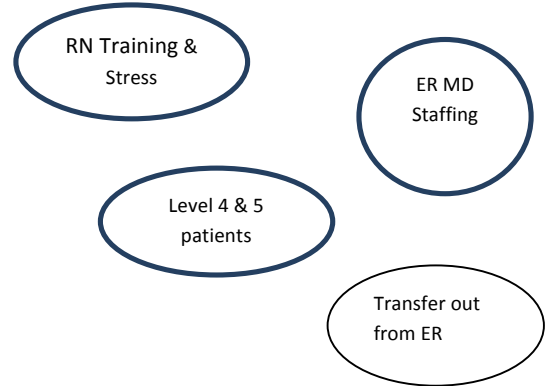 RN Training &
Stress
ER MD
Staffing
Level 4 & 5
patients
Transfer out
from ER